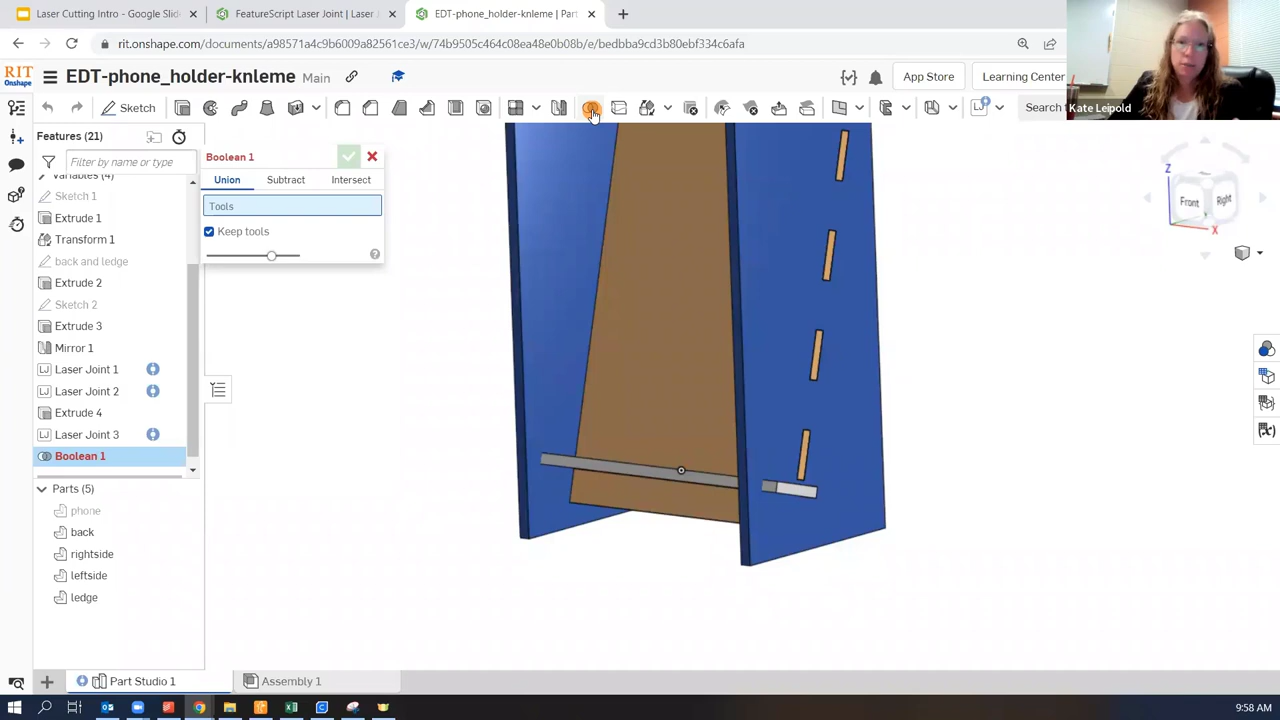 Laser Cutting Intro - Google Slid
FeatureScript Laser Joint | Laser J
EDT-phone_holder-knleme | Part
rit.onshape.com/documents/a98571a4c9b6009a82561ce3/w/74b9505c464c08ea48e0b08b/e/bedbba9cd3b80ebf334c6afa
Kate Leipold
RIT
Onshape
EDT-phone_holder-knleme
Main
App Store
Learning Center
Sketch
Search
Features (21)
Filter by name or type
Variables (4)
Sketch 1
Extrude 1
Transform 1
back and ledge
Extrude 2
Sketch 2
Extrude 3
Mirror 1
Laser Joint 1
Laser Joint 2
Extrude 4
Laser Joint 3
Boolean 1
Parts (5)
phone
back
rightside
leftside
ledge
Boolean 1
Union
Subtract
Intersect
Tools
Keep tools
Z
Front
Right
X
Part Studio 1
Assembly 1
9:58 AM